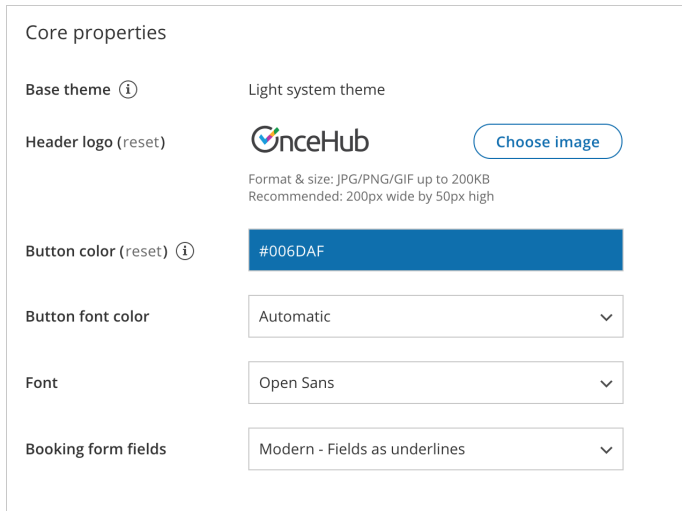 Core properties
Base theme i Light system theme
Header logo (reset) OnceHub Choose image
Format & size: JPG/PNG/GIF up to 200KB
Recommended: 200px wide by 50px high
Button color (reset) i #006DAF
Button font color Automatic
Font Open Sans
Booking form fields Modern - Fields as underlines